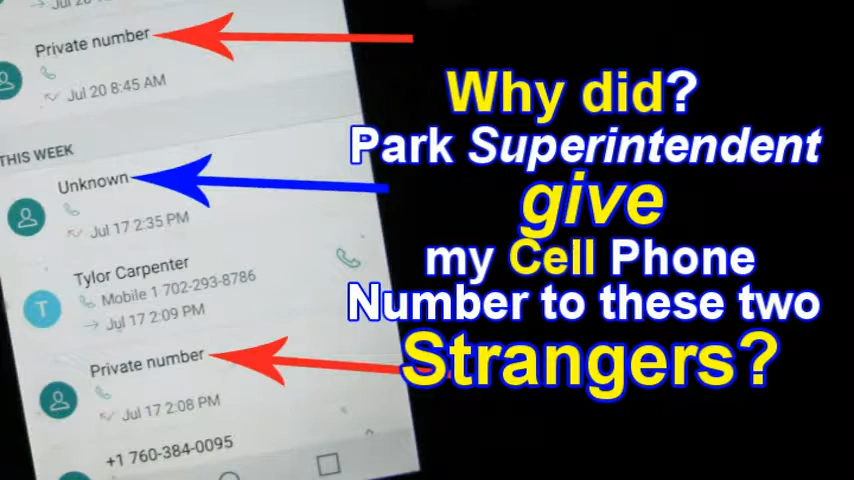 Jul 20
Private number
Jul 20 8:45 AM
THIS WEEK
Unknown
Jul 17 2:35 PM
Tylor Carpenter
T
Mobile 1 702-293-8786
Jul 17 2:09 PM
Private number
Jul 17 2:08 PM
+1 760-384-0095
Why did?
Park Superintendent
give
my Cell Phone
Number to these two
Strangers?